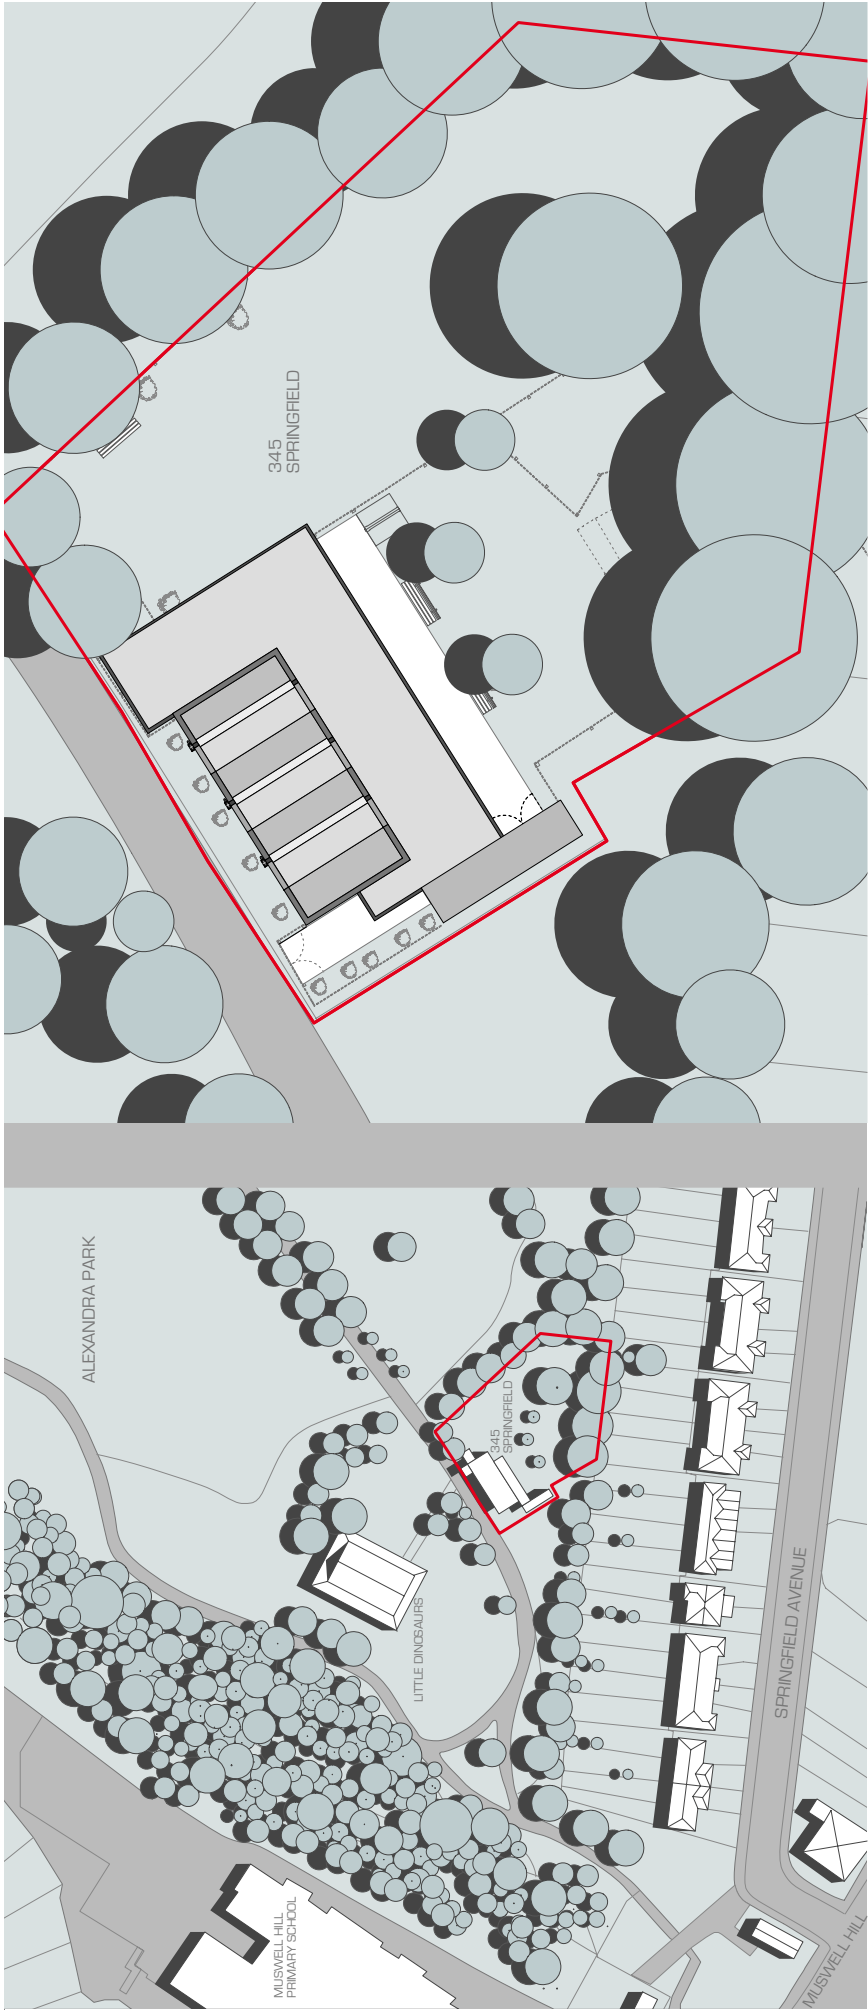 345
SPRINGFIELD
ALEXANDRA PARK
345
SPRINGFIELD
LITTLE DINOSAURS
SPRINGFIELD AVENUE
MUSWELL HILL
PRIMARY SCHOOL
MUSWELL HILL